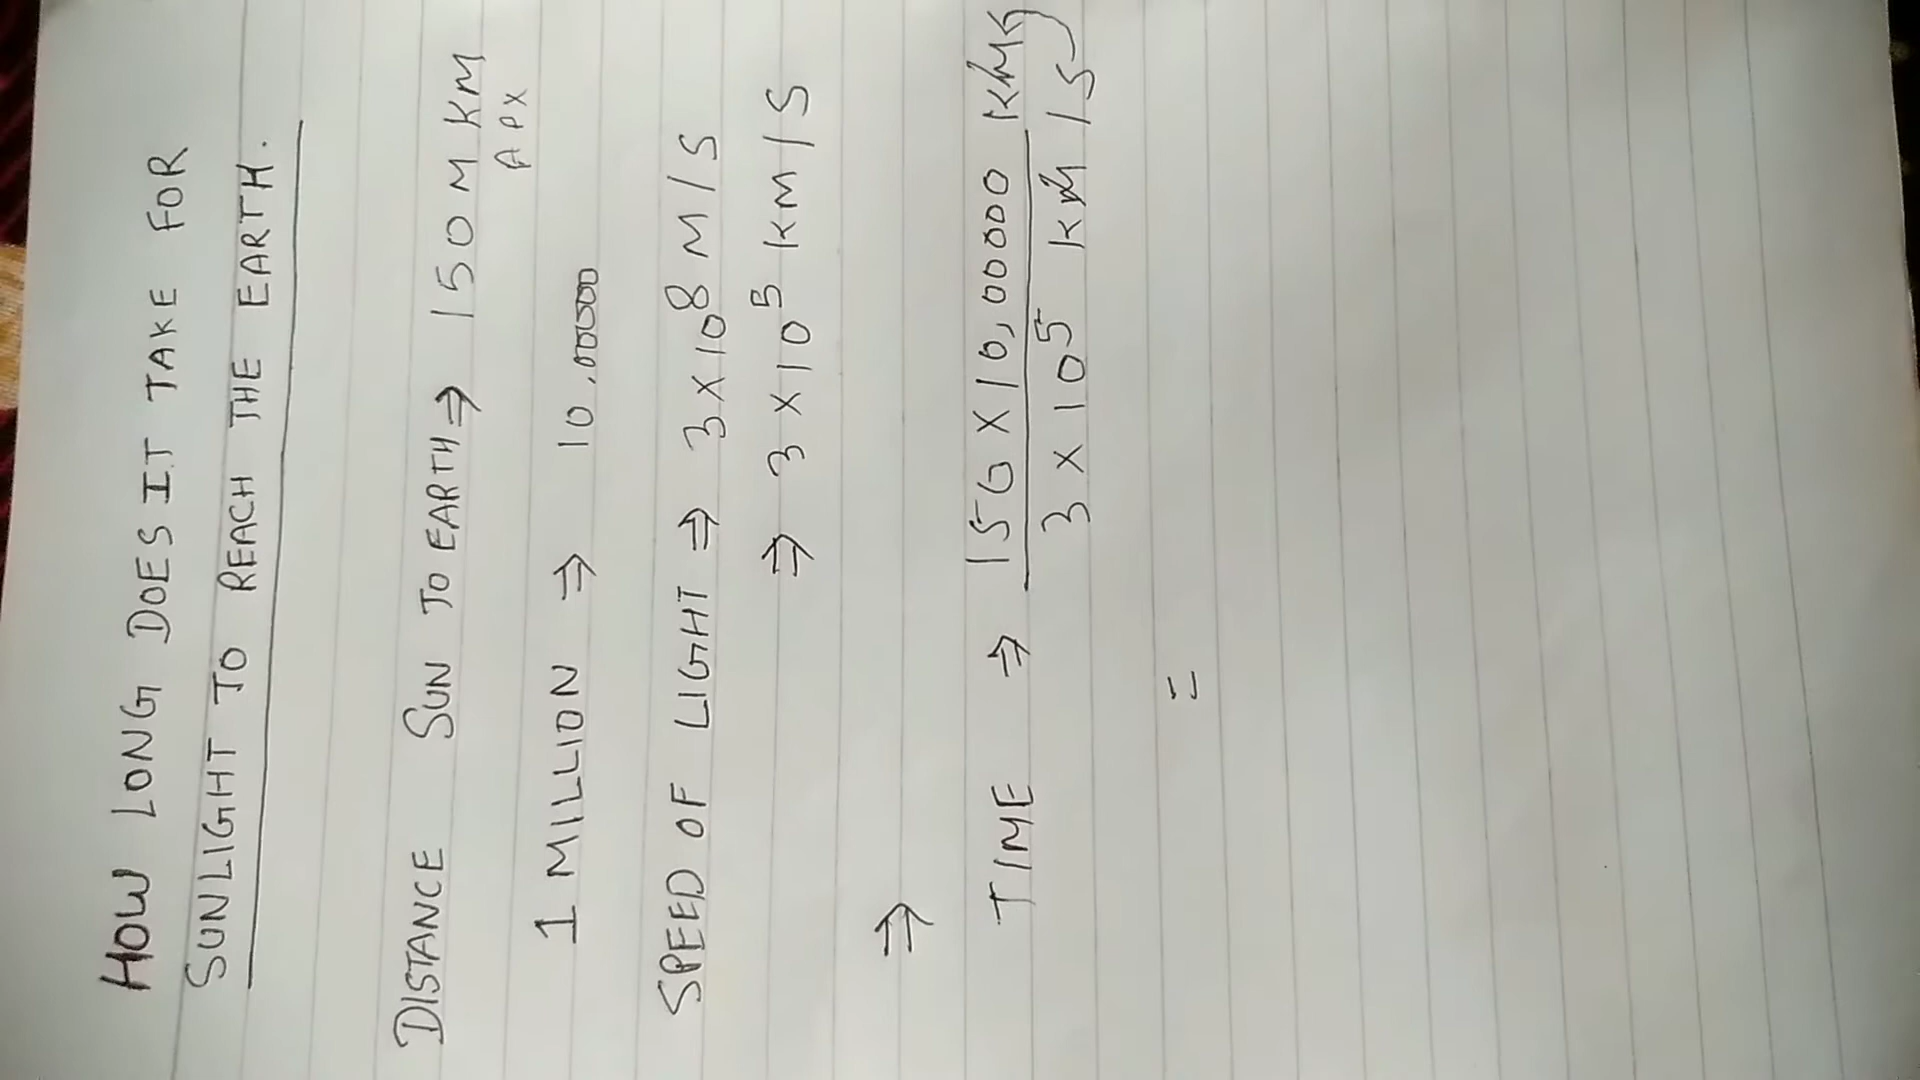 HOW LONG DOES IT TAKE FOR
SUNLIGHT TO REACH THE EARTH.
DISTANCE SUN TO EARTH ⇒ 150 M KM
APX
1 MILLION ⇒ 10,00000
SPEED OF LIGHT ⇒ 3 × 10⁸ M/S
⇒ 3 × 10⁵ KM/S
⇒
TIME ⇒ 150 × 10,00000 KM
3 × 10⁵ KM/S
=